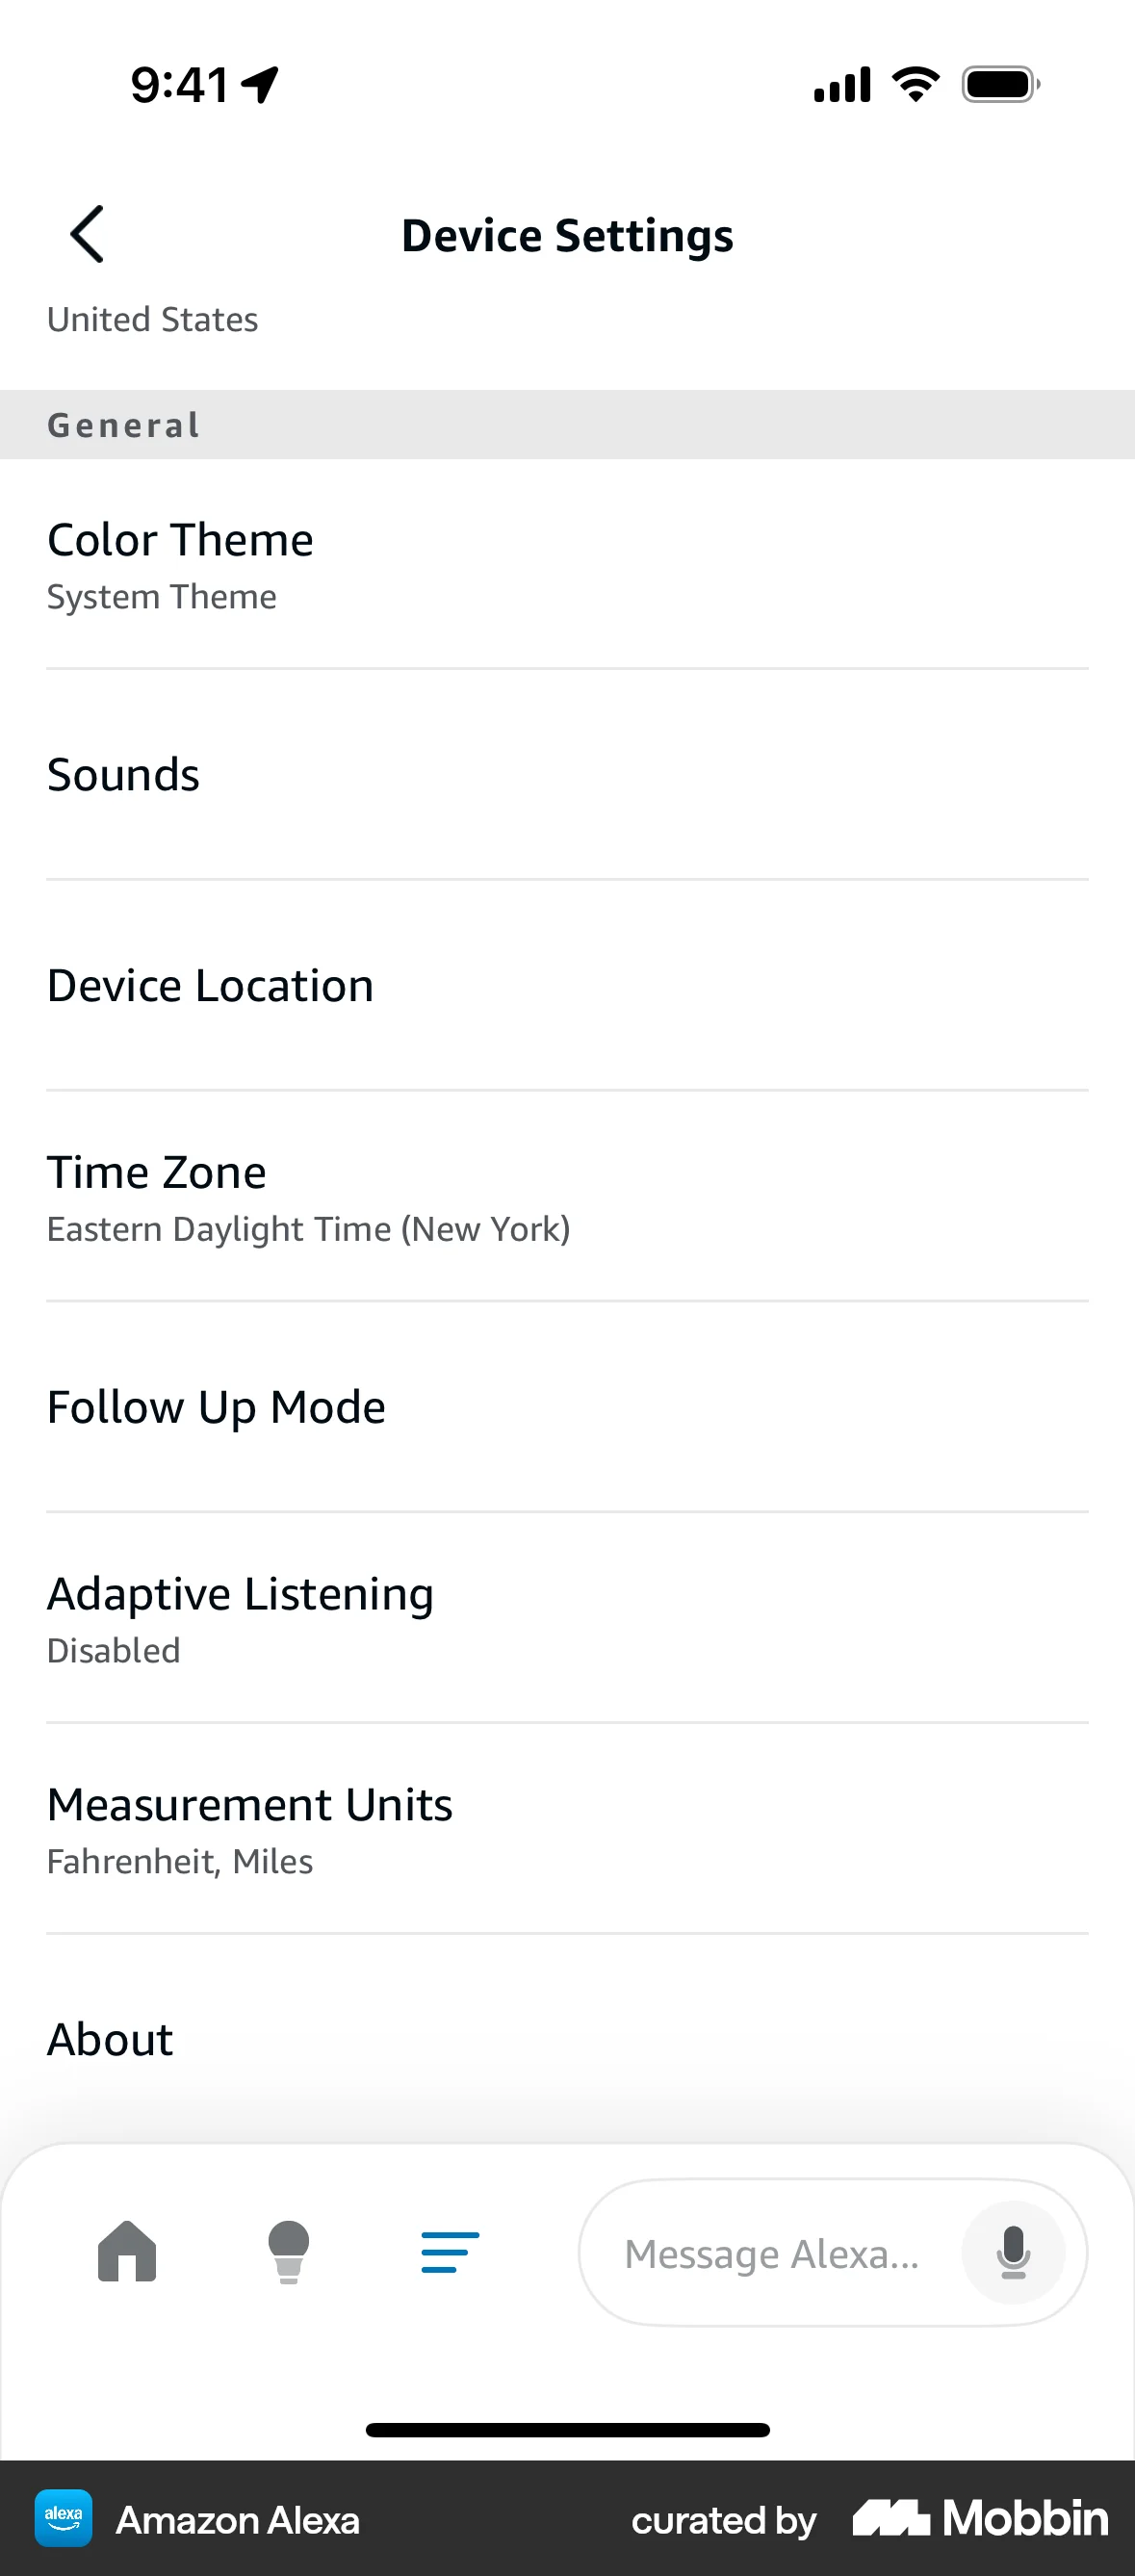 9:41
Device Settings
United States
General
Color Theme
System Theme
Sounds
Device Location
Time Zone
Eastern Daylight Time (New York)
Follow Up Mode
Adaptive Listening
Disabled
Measurement Units
Fahrenheit, Miles
About
Message Alexa...
alexa Amazon Alexa curated by Mobbin